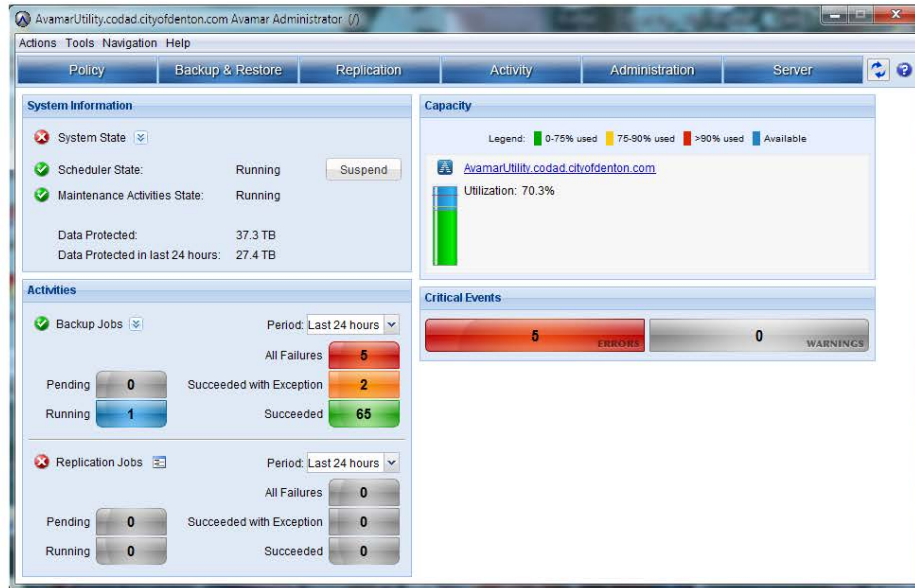 AvamarUtility.codad.cityofdenton.com Avamar Administrator (/)
Actions Tools Navigation Help
Policy Backup & Restore Replication Activity Administration Server
System Information
System State
Scheduler State: Running Suspend
Maintenance Activities State: Running
Data Protected: 37.3 TB
Data Protected in last 24 hours: 27.4 TB
Capacity
Legend: 0-75% used 75-90% used >90% used Available
AvamarUtility.codad.cityofdenton.com
Utilization: 70.3%
Activities
Backup Jobs Period: Last 24 hours
All Failures 5
Pending 0 Succeeded with Exception 2
Running 1 Succeeded 65
Replication Jobs Period: Last 24 hours
All Failures 0
Pending 0 Succeeded with Exception 0
Running 0 Succeeded 0
Critical Events
5 ERRORS 0 WARNINGS